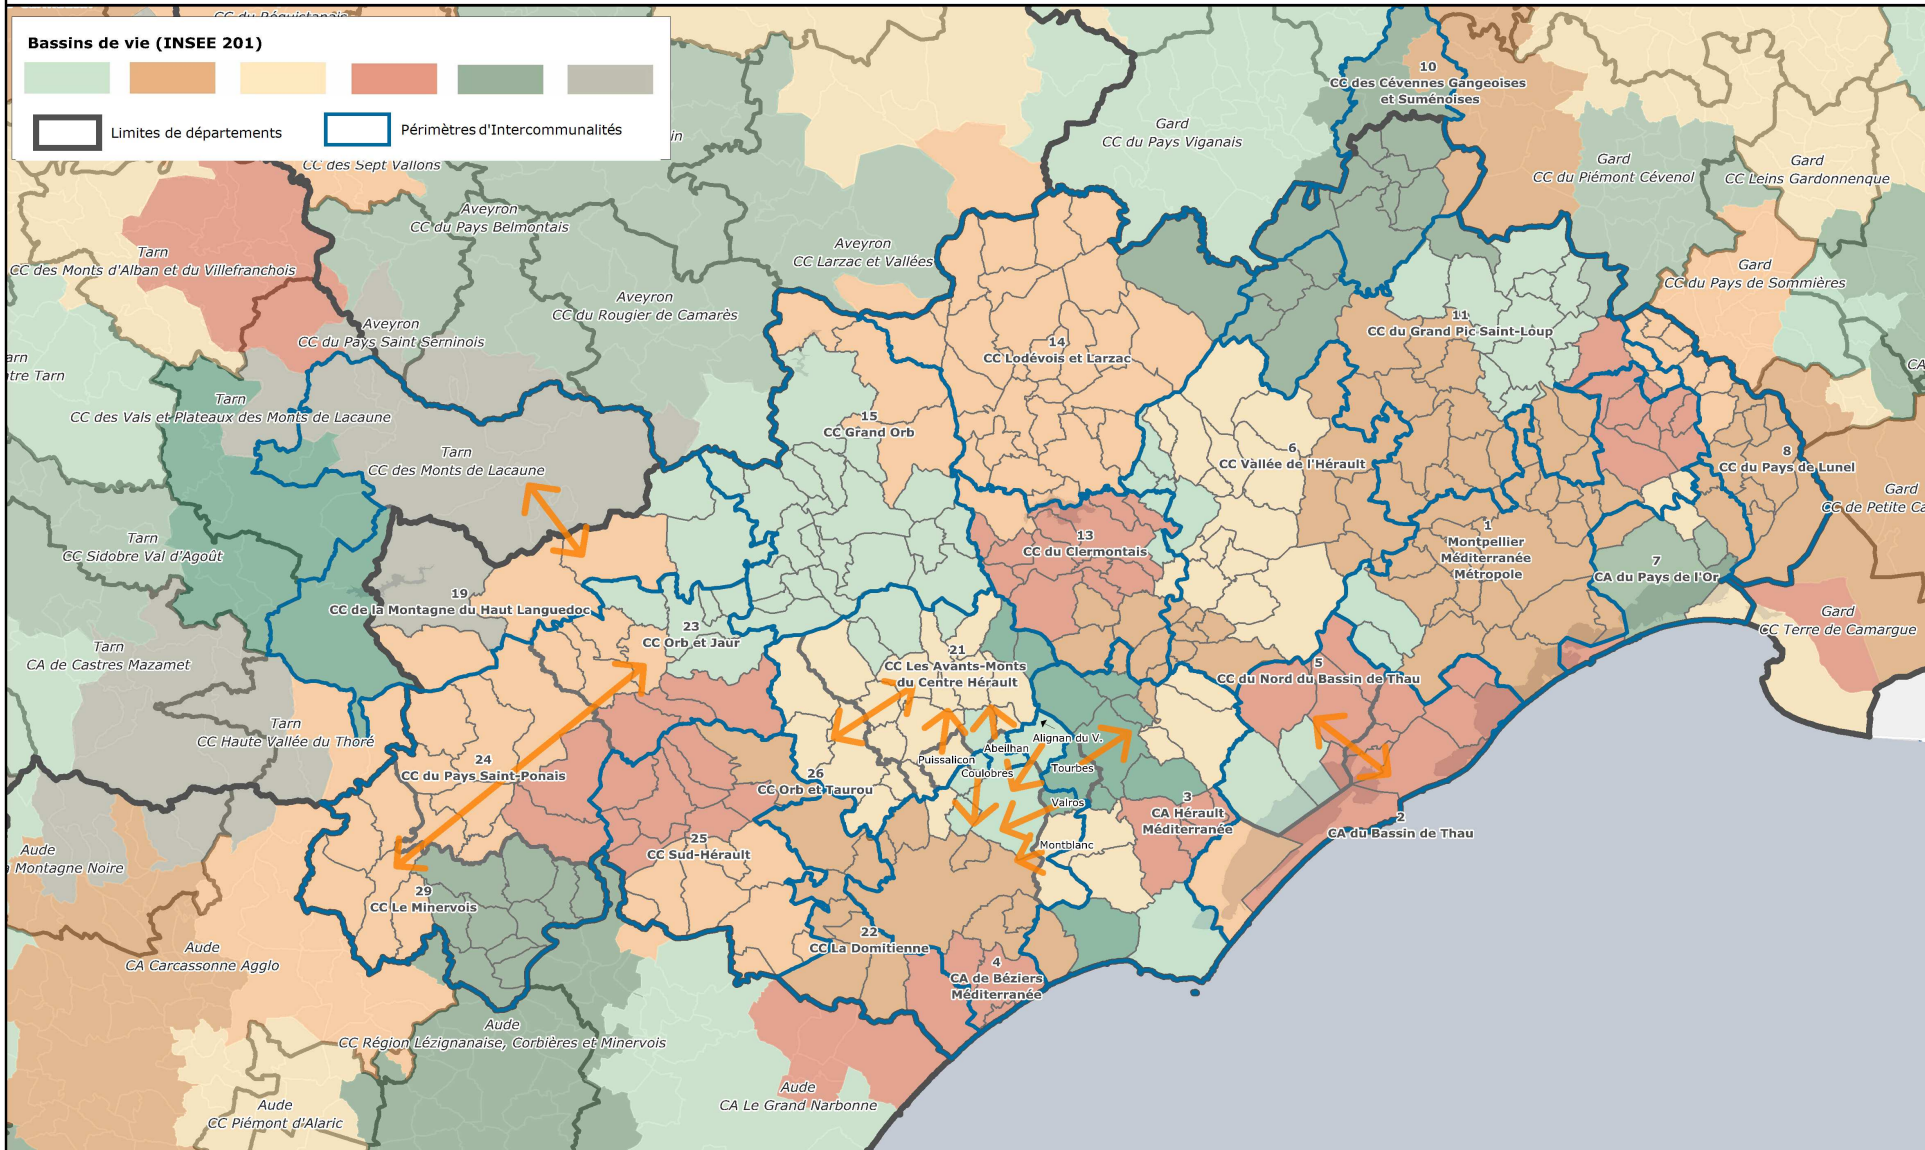 CC du Réquistanais
Bassins de vie (INSEE 201)
Limites de départements
Périmètres d'Intercommunalités
in
CC des Sept Vallons
10
CC des Cévennes Gangeoises
et Suménoises
Gard
CC du Pays Viganais
Gard
CC du Piémont Cévenol
Gard
CC Leins Gardonnenque
Aveyron
CC du Pays Belmontais
Tarn
CC des Monts d'Alban et du Villefranchois
Aveyron
CC Larzac et Vallées
Gard
CC du Pays de Sommières
Aveyron
CC du Rougier de Camarès
Aveyron
CC du Pays Saint Serninois
11
CC du Grand Pic Saint-Loup
14
CC Lodévois et Larzac
arn
tre Tarn
CA
Tarn
CC des Vals et Plateaux des Monts de Lacaune
15
CC Grand Orb
Tarn
CC des Monts de Lacaune
6
CC Vallée de l'Hérault
8
CC du Pays de Lunel
Gard
CC de Petite Ca
1
Montpellier
Méditerranée
Métropole
13
CC du Clermontais
Tarn
CC Sidobre Val d'Agoût
7
CA du Pays de l'Or
19
CC de la Montagne du Haut Languedoc
Gard
CC Terre de Camargue
23
CC Orb et Jaur
Tarn
CA de Castres Mazamet
21
CC Les Avants-Monts
du Centre Hérault
5
CC du Nord du Bassin de Thau
Tarn
CC Haute Vallée du Thoré
Alignan du V.
Abeilhan
Puissalicon
Coulobres
Tourbes
24
CC du Pays Saint-Ponais
26
CC Orb et Taurou
Valros
3
CA Hérault
Méditerranée
2
CA du Bassin de Thau
Montblanc
25
CC Sud-Hérault
Aude
a Montagne Noire
29
CC Le Minervois
22
CC La Domitienne
Aude
CA Carcassonne Agglo
4
CA de Béziers
Méditerranée
Aude
CC Région Lézignanaise, Corbières et Minervois
Aude
CA Le Grand Narbonne
Aude
CC Piémont d'Alaric